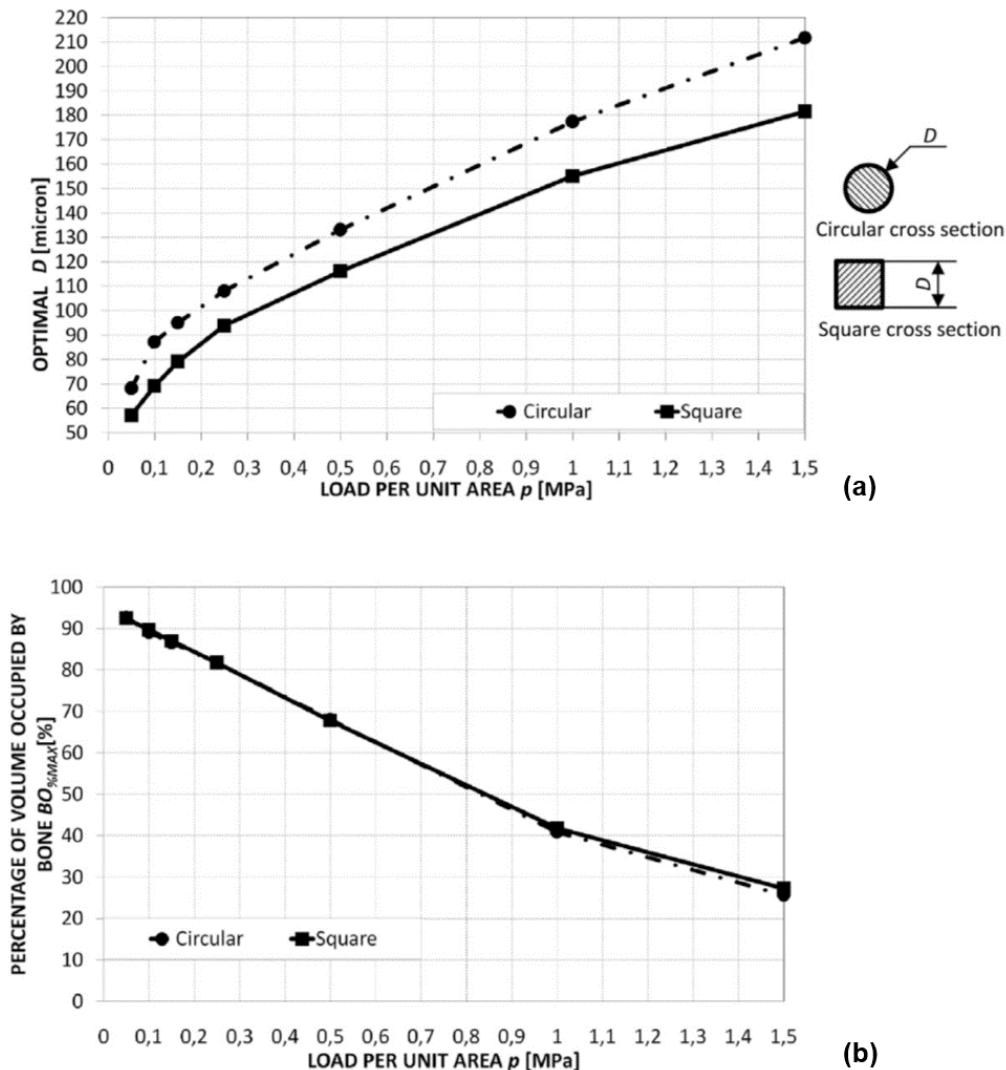 220
210
200
190
180
170
160
150
140
130
120
110
100
90
80
70
60
50
OPTIMAL D [micron]
Circular Square
0 0,1 0,2 0,3 0,4 0,5 0,6 0,7 0,8 0,9 1 1,1 1,2 1,3 1,4 1,5
LOAD PER UNIT AREA p [MPa]
D
Circular cross section
D
Square cross section
(a)
100
90
80
70
60
50
40
30
20
10
0
PERCENTAGE OF VOLUME OCCUPIED BY
BONE BO%MAX[%]
Circular Square
0 0,1 0,2 0,3 0,4 0,5 0,6 0,7 0,8 0,9 1 1,1 1,2 1,3 1,4 1,5
LOAD PER UNIT AREA p [MPa]
(b)